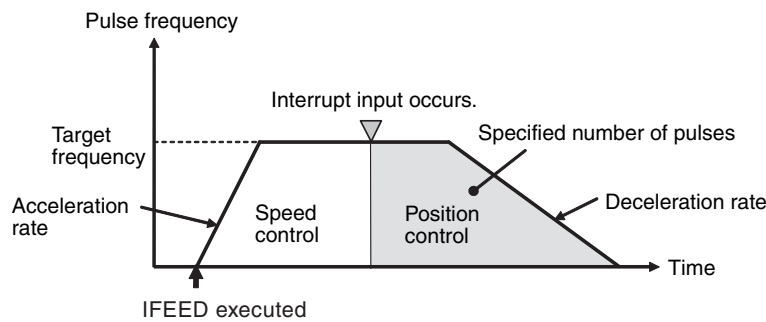 Pulse frequency
Interrupt input occurs.
Specified number of pulses
Target
frequency
Acceleration
rate
Speed
control
Position
control
Deceleration rate
Time
IFEED executed